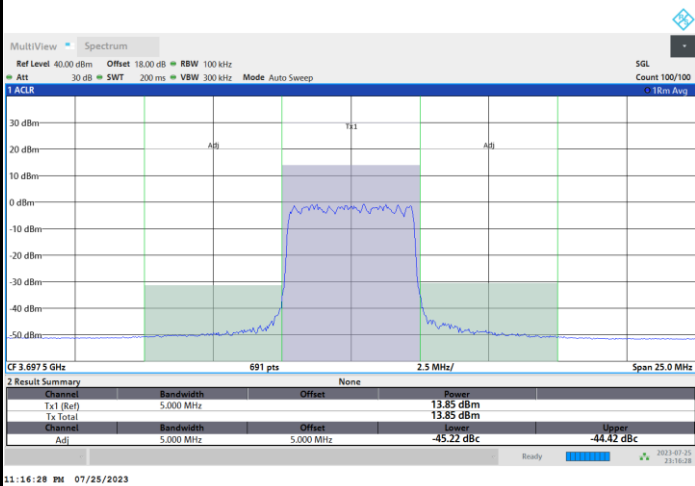 MultiView Spectrum
Ref Level 40.00 dBm Offset 18.00 dB RBW 100 kHz SGL
Att 30 dB SWT 200 ms VBW 300 kHz Mode Auto Sweep Count 100/100
1 ACLR 1Rm Avg
30 dBm
Tx1
20 dBm
Adj Adj
10 dBm
0 dBm
-10 dBm
-20 dBm
-30 dBm
-40 dBm
-50 dBm
CF 3.6975 GHz 691 pts 2.5 MHz/ Span 25.0 MHz
2 Result Summary None
Channel Bandwidth Offset Power
Tx1 (Ref) 5.000 MHz 13.85 dBm
Tx Total 13.85 dBm
Channel Bandwidth Offset Lower Upper
Adj 5.000 MHz 5.000 MHz -45.22 dBc -44.42 dBc
Ready 2023-07-25
23:16:28
11:16:28 PM 07/25/2023